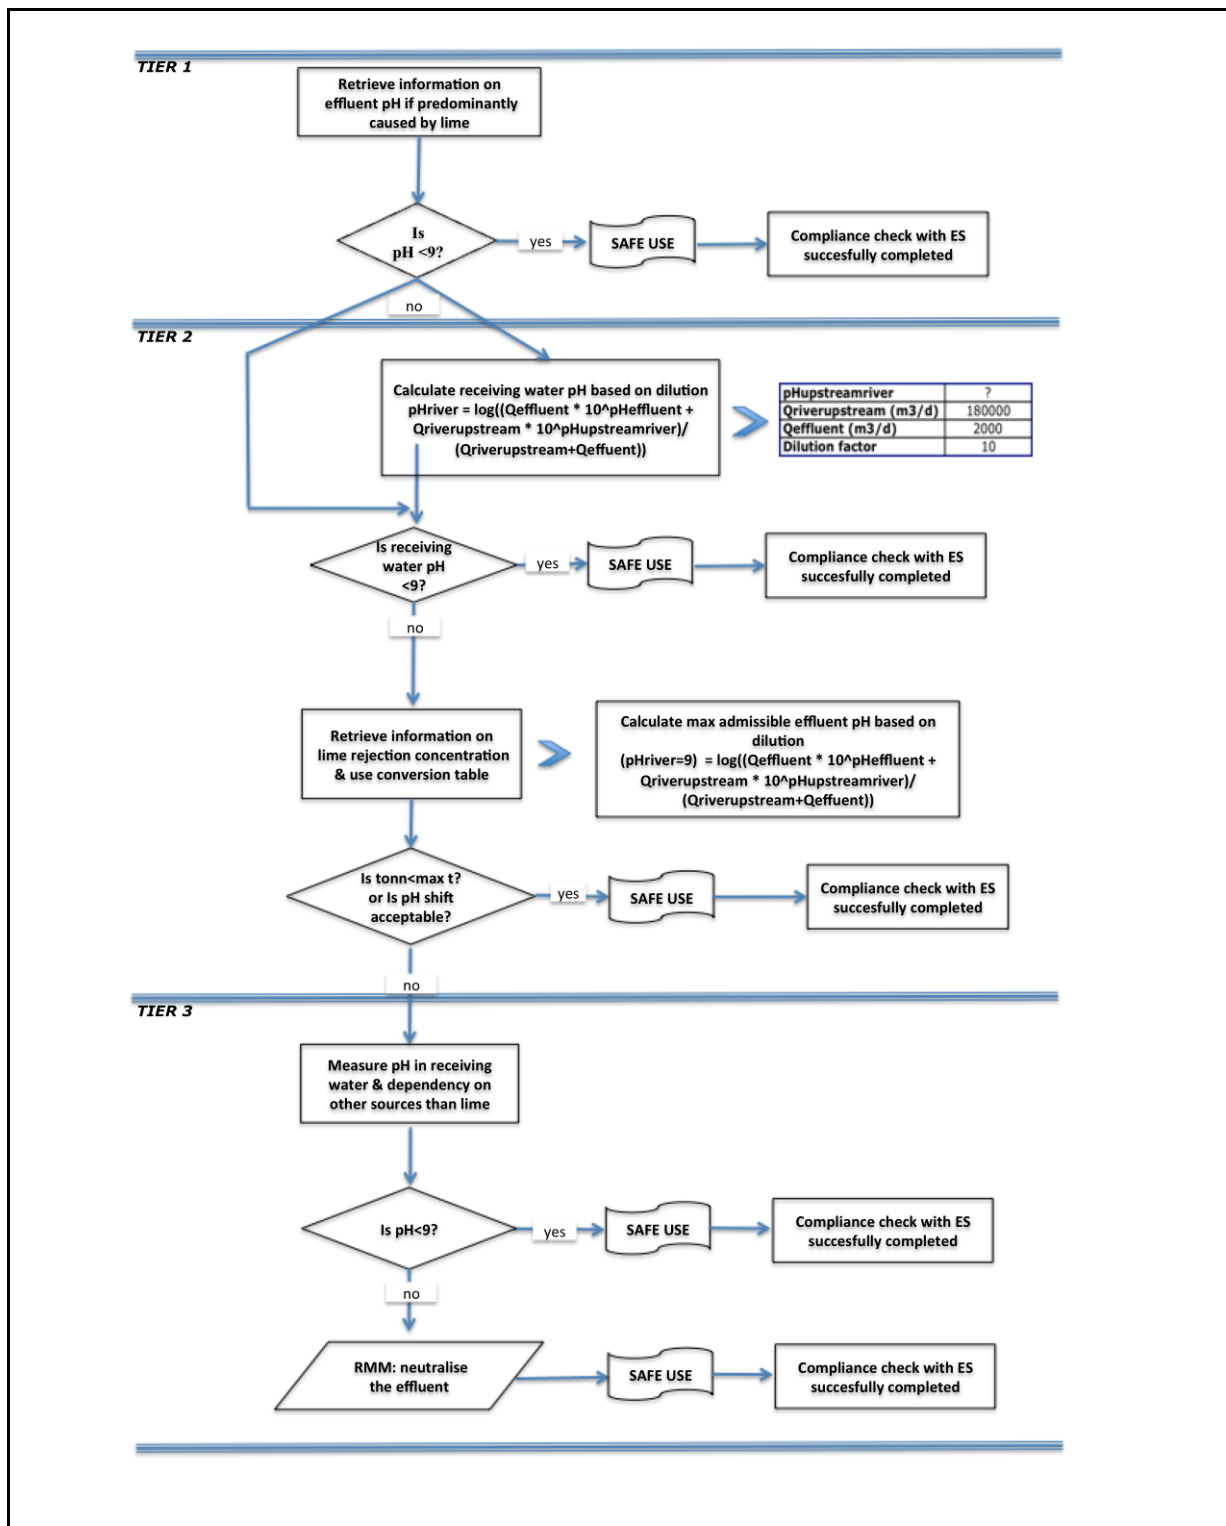 TIER 1
Retrieve information on
effluent pH if predominantly
caused by lime
Is
pH <9?
yes
SAFE USE
Compliance check with ES
succesfully completed
no
TIER 2
Calculate receiving water pH based on dilution
pHriver = log((Qeffluent * 10^pHeffluent +
Qriverupstream * 10^pHupstreamriver)/
(Qriverupstream+Qeffuent))
pHupstreamriver ?
Qriverupstream (m3/d) 180000
Qeffluent (m3/d) 2000
Dilution factor 10
Is receiving
water pH
<9?
yes
SAFE USE
Compliance check with ES
succesfully completed
no
Retrieve information on
lime rejection concentration
& use conversion table
Calculate max admissible effluent pH based on
dilution
(pHriver=9) = log((Qeffluent * 10^pHeffluent +
Qriverupstream * 10^pHupstreamriver)/
(Qriverupstream+Qeffuent))
Is tonn<max t?
or Is pH shift
acceptable?
yes
SAFE USE
Compliance check with ES
succesfully completed
no
TIER 3
Measure pH in receiving
water & dependency on
other sources than lime
Is pH<9?
yes
SAFE USE
Compliance check with ES
succesfully completed
no
RMM: neutralise
the effluent
SAFE USE
Compliance check with ES
succesfully completed